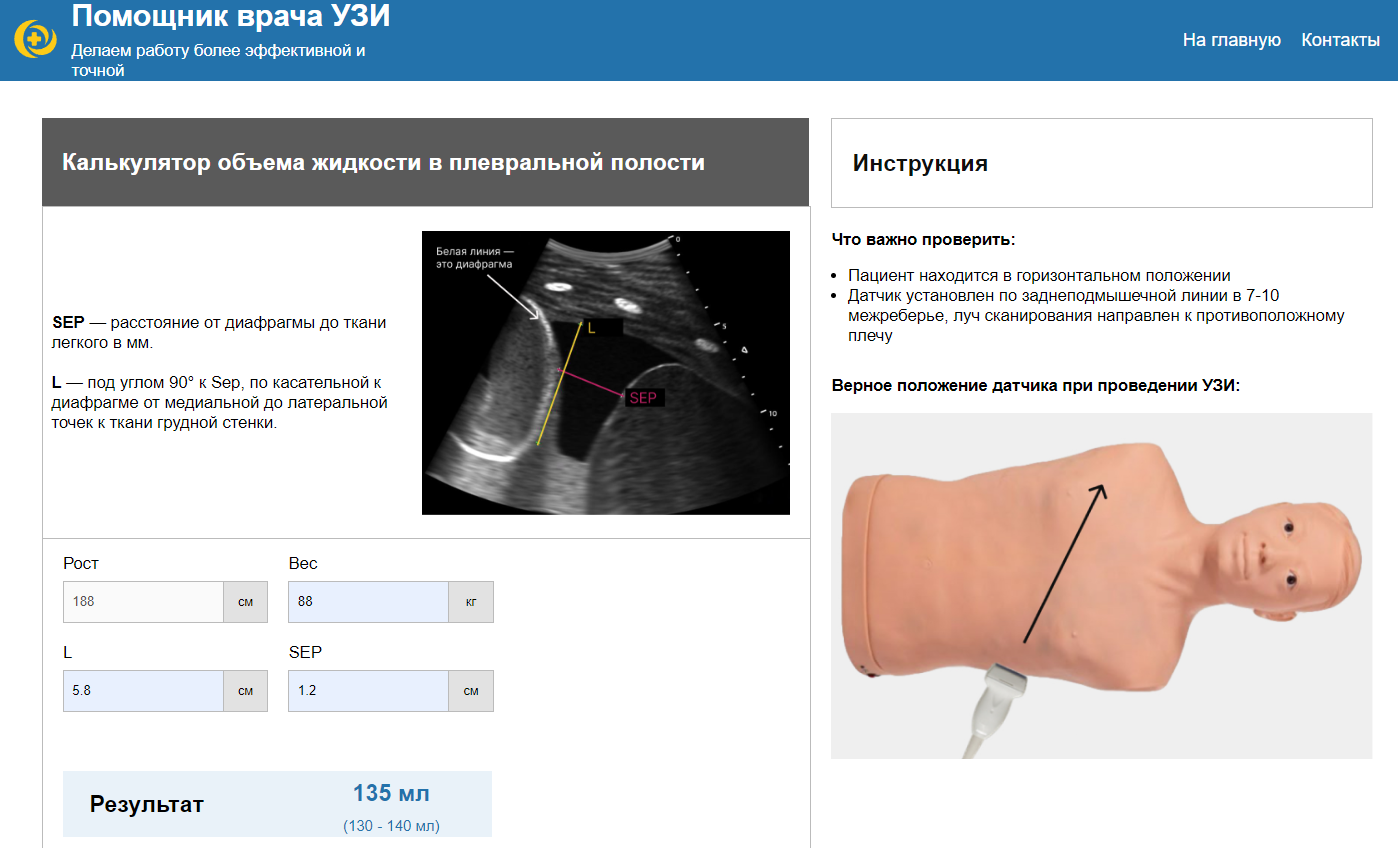 Помощник врача УЗИ
Делаем работу более эффективной и
точной
На главную
Контакты
Калькулятор объема жидкости в плевральной полости
SEP — расстояние от диафрагмы до ткани
легкого в мм.
L — под углом 90° к Sep, по касательной к
диафрагме от медиальной до латеральной
точек к ткани грудной стенки.
Белая линия —
это диафрагма
0
L
5
SEP
10
Рост
Вес
188 см
88 кг
L
SEP
5.8 см
1.2 см
Результат
135 мл
(130 - 140 мл)
Инструкция
Что важно проверить:
Пациент находится в горизонтальном положении
Датчик установлен по заднеподмышечной линии в 7-10
межреберье, луч сканирования направлен к противоположному
плечу
Верное положение датчика при проведении УЗИ: